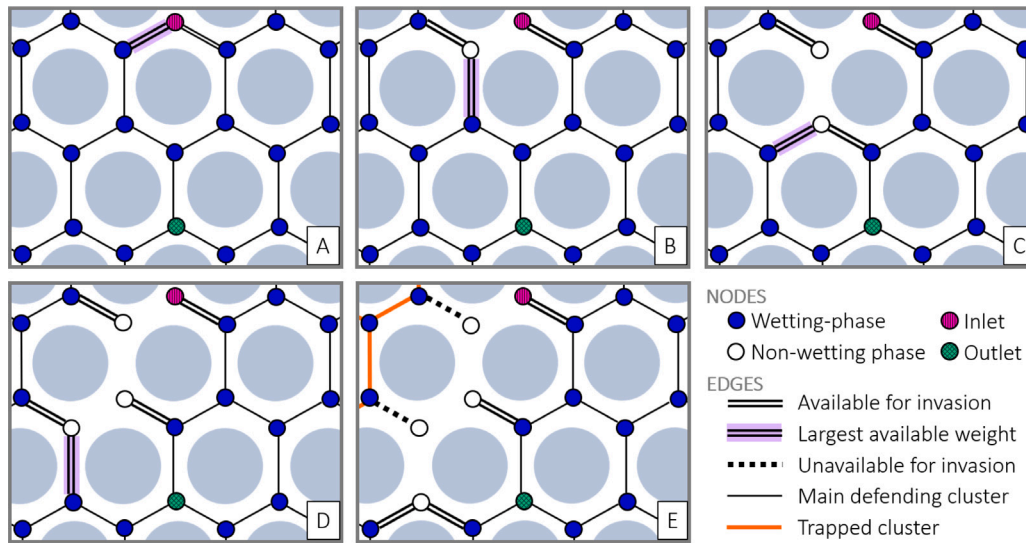 A
B
C
D
E
NODES
Wetting-phase
Inlet
Non-wetting phase
Outlet
EDGES
Available for invasion
Largest available weight
Unavailable for invasion
Main defending cluster
Trapped cluster